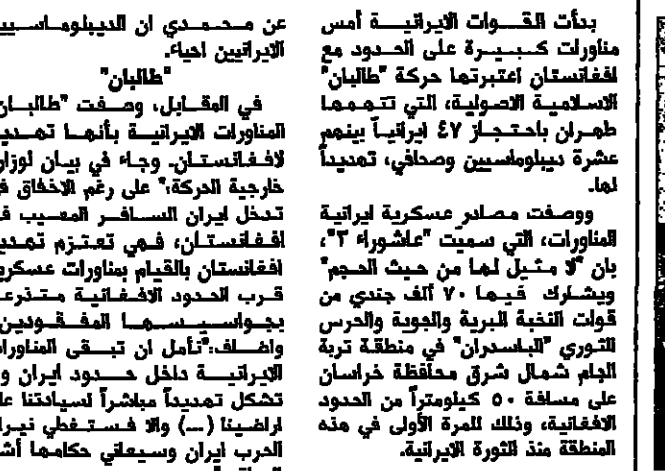 بدأت القوات الايرانية أمس
مناورات كبيرة على الحدود مع
افغانستان اعتبرتها حركة "طالبان"
الاسلامية الاصولية، التي تتهمها
طهران باحتجاز ٤٧ ايرانياً بينهم
عشرة ديبلوماسيين وصحافي، تهديداً
لها.
ووصفت مصادر عسكرية ايرانية
المناورات، التي سميت "عاشوراء ٣"،
بان "لا مثيل لها من حيث الحجم"
ويشارك فيها ٧٠ ألف جندي من
قوات النخبة البرية والجوية والحرس
الثوري "الباسدران" في منطقة تربة
الجام شمال شرق محافظة خراسان
على مسافة ٥٠ كيلومتراً من الحدود
الافغانية، وذلك للمرة الأولى في هذه
المنطقة منذ الثورة الايرانية.
عن محمدي ان الديبلوماسيين
الايرانيين احياء.
"طالبان"
في المقابل، وصفت "طالبان"
المناورات الايرانية بأنها تهديد
لافغانستان. وجاء في بيان لوزارة
خارجية الحركة: "على رغم الاخفاق في
تدخل ايران السافر المعيب في
افغانستان، فهي تعتزم تهديد
افغانستان بالقيام بمناورات عسكرية
قرب الحدود الافغانية متذرعة
بجواسيسها المفقودين".
واضاف: "نأمل ان تبقى المناورات
الايرانية داخل حدود ايران و
تشكل تهديداً مباشراً لسيادتنا على
اراضينا (...) والا فستغطي نيران
الحرب ايران وسيعاني حكامها أشد